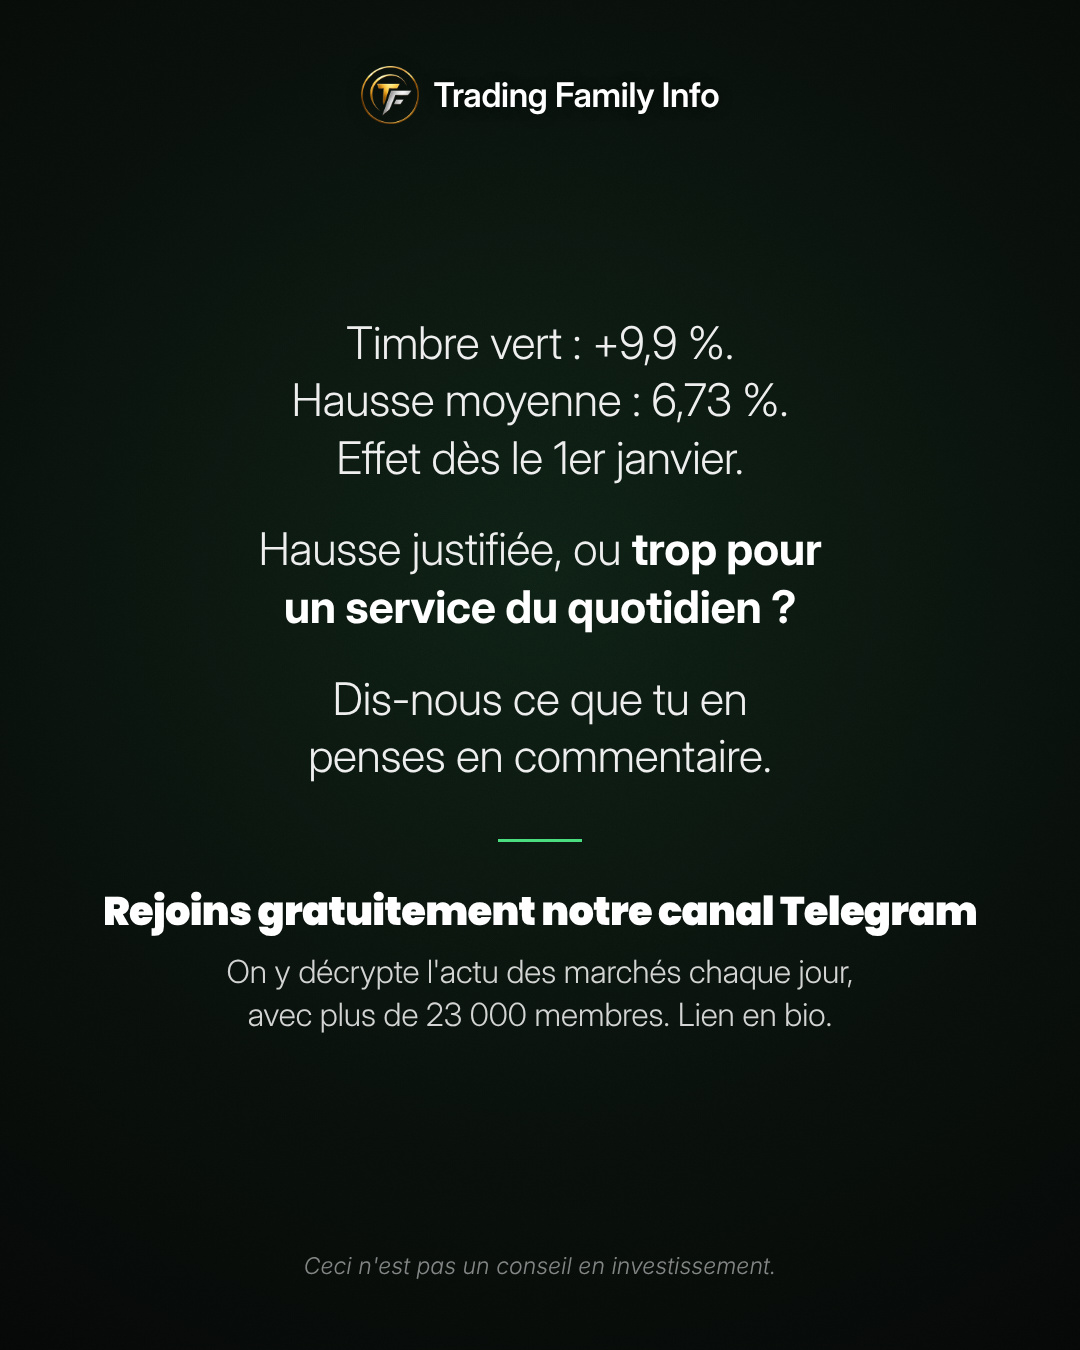 TF Trading Family Info
Timbre vert : +9,9 %.
Hausse moyenne : 6,73 %.
Effet dès le 1er janvier.
Hausse justifiée, ou trop pour
un service du quotidien ?
Dis-nous ce que tu en
penses en commentaire.
Rejoins gratuitement notre canal Telegram
On y décrypte l'actu des marchés chaque jour,
avec plus de 23 000 membres. Lien en bio.
Ceci n'est pas un conseil en investissement.